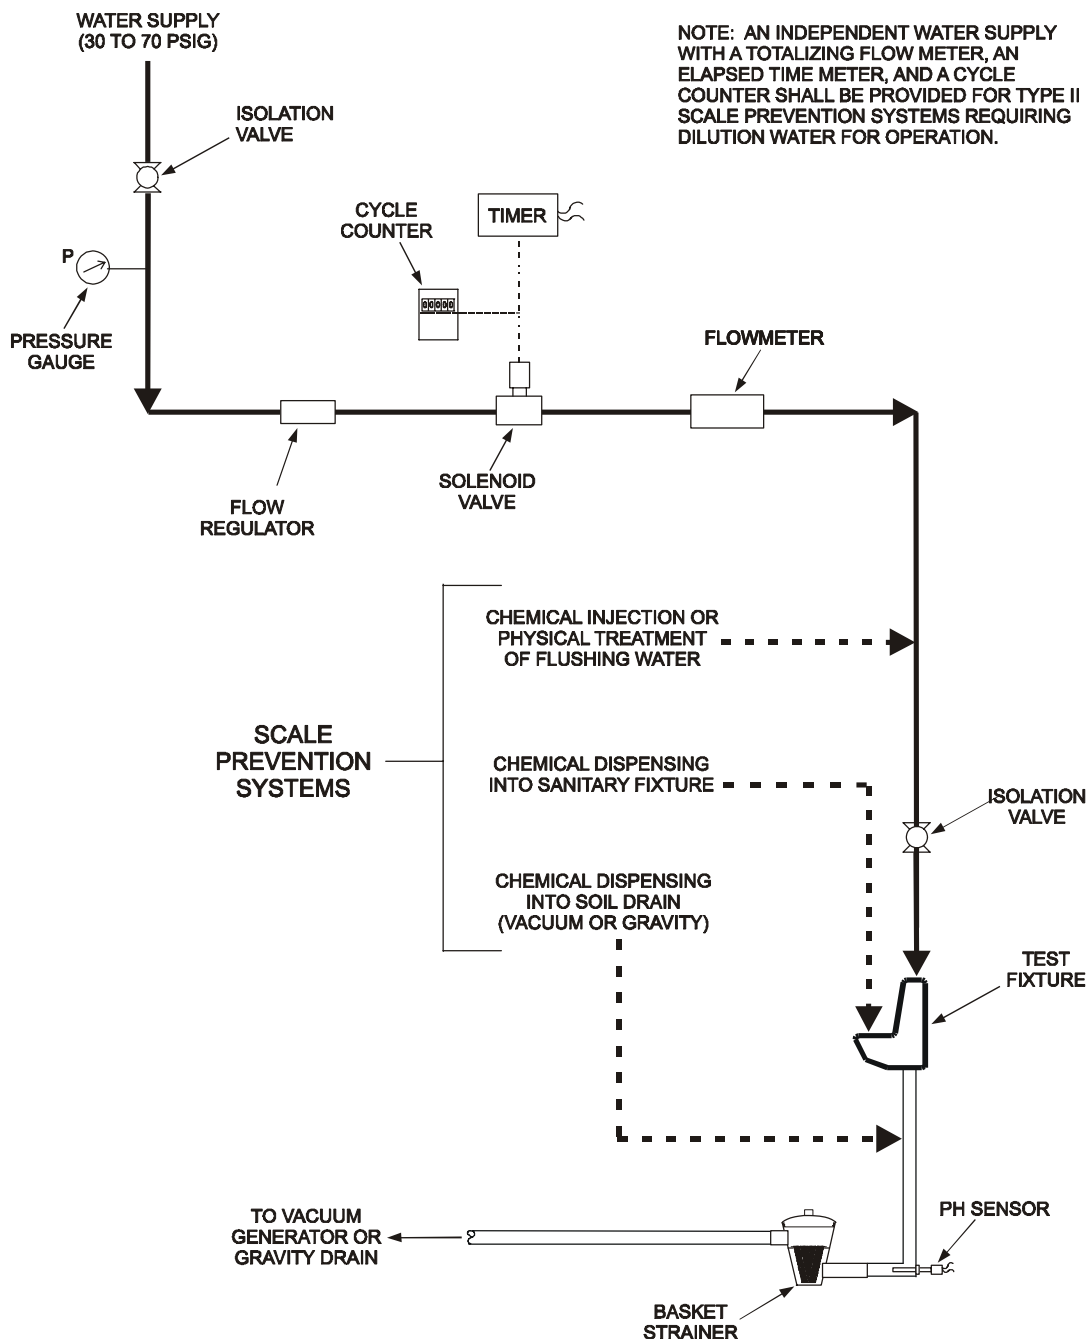 WATER SUPPLY
(30 TO 70 PSIG)
NOTE: AN INDEPENDENT WATER SUPPLY
WITH A TOTALIZING FLOW METER, AN
ELAPSED TIME METER, AND A CYCLE
COUNTER SHALL BE PROVIDED FOR TYPE II
SCALE PREVENTION SYSTEMS REQUIRING
DILUTION WATER FOR OPERATION.
ISOLATION
VALVE
CYCLE
COUNTER
TIMER
P
00000
PRESSURE
GAUGE
FLOWMETER
FLOW
REGULATOR
SOLENOID
VALVE
CHEMICAL INJECTION OR
PHYSICAL TREATMENT
OF FLUSHING WATER
SCALE
PREVENTION
SYSTEMS
CHEMICAL DISPENSING
INTO SANITARY FIXTURE
ISOLATION
VALVE
CHEMICAL DISPENSING
INTO SOIL DRAIN
(VACUUM OR GRAVITY)
TEST
FIXTURE
TO VACUUM
GENERATOR OR
GRAVITY DRAIN
PH SENSOR
BASKET
STRAINER